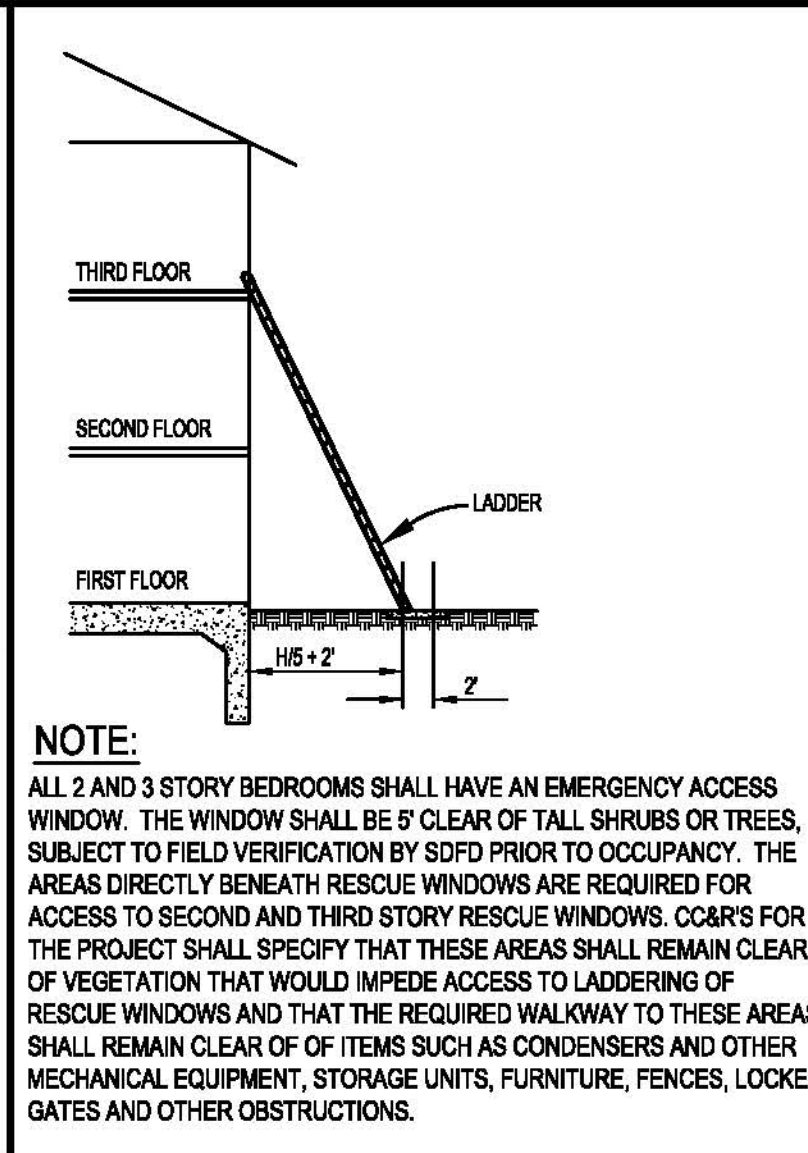 THIRD FLOOR
SECOND FLOOR
LADDER
FIRST FLOOR
H/5 + 2'
2'
NOTE:
ALL 2 AND 3 STORY BEDROOMS SHALL HAVE AN EMERGENCY ACCESS
WINDOW. THE WINDOW SHALL BE 5' CLEAR OF TALL SHRUBS OR TREES,
SUBJECT TO FIELD VERIFICATION BY SDFD PRIOR TO OCCUPANCY. THE
AREAS DIRECTLY BENEATH RESCUE WINDOWS ARE REQUIRED FOR
ACCESS TO SECOND AND THIRD STORY RESCUE WINDOWS. CC&R'S FOR
THE PROJECT SHALL SPECIFY THAT THESE AREAS SHALL REMAIN CLEAR
OF VEGETATION THAT WOULD IMPEDE ACCESS TO LADDERING OF
RESCUE WINDOWS AND THAT THE REQUIRED WALKWAY TO THESE AREAS
SHALL REMAIN CLEAR OF OF ITEMS SUCH AS CONDENSERS AND OTHER
MECHANICAL EQUIPMENT, STORAGE UNITS, FURNITURE, FENCES, LOCKE
GATES AND OTHER OBSTRUCTIONS.